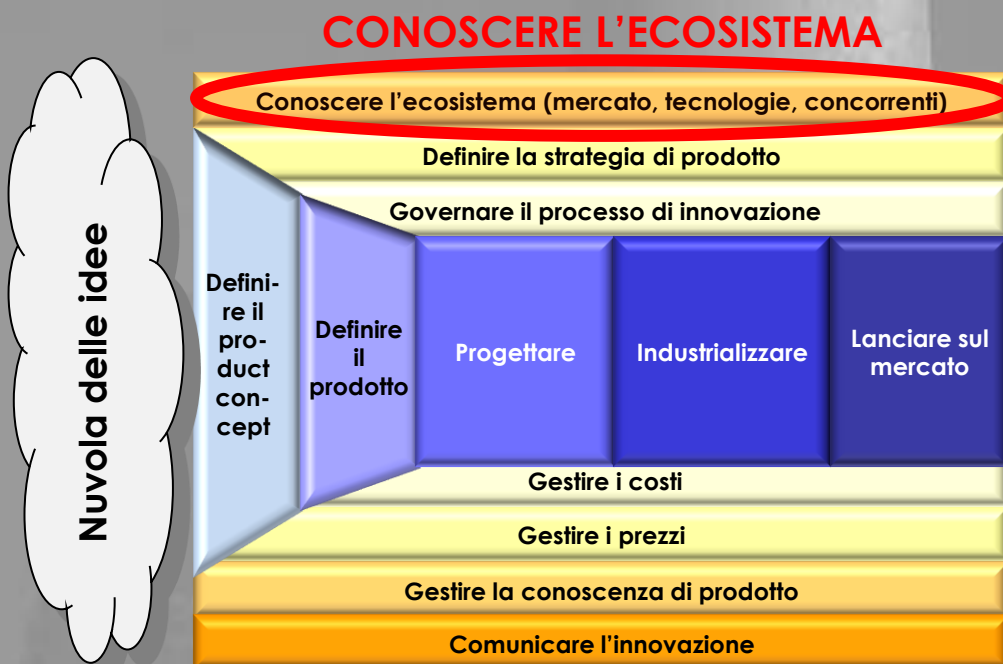 CONOSCERE L'ECOSISTEMA
Conoscere l'ecosistema (mercato, tecnologie, concorrenti)
Definire la strategia di prodotto
Governare il processo di innovazione
Nuvola delle idee
Defini-
re il
pro-
duct
con-
cept
Definire
il
prodotto
Progettare
Industrializzare
Lanciare sul
mercato
Gestire i costi
Gestire i prezzi
Gestire la conoscenza di prodotto
Comunicare l'innovazione